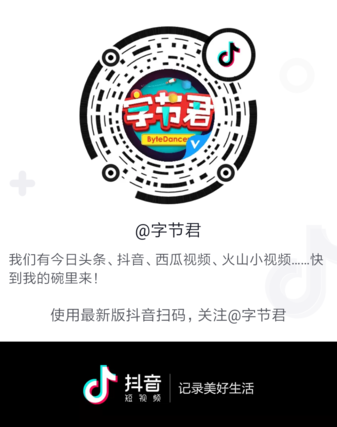 字节君
ByteDancer
@字节君
我们有今日头条、抖音、西瓜视频、火山小视频……快
到我的碗里来！
使用最新版抖音扫码，关注@字节君
抖音
短视频
记录美好生活